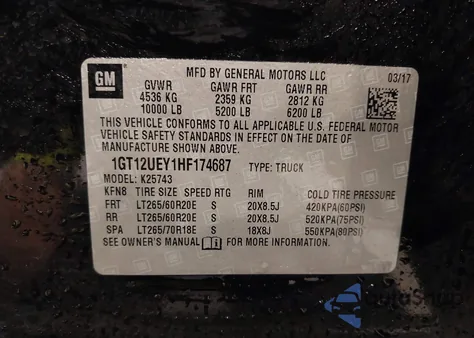 GM
MFD BY GENERAL MOTORS LLC
03/17
GVWR GAWR FRT GAWR RR
4536 KG 2359 KG 2812 KG
10000 LB 5200 LB 6200 LB
THIS VEHICLE CONFORMS TO ALL APPLICABLE U.S. FEDERAL MOTOR
VEHICLE SAFETY STANDARDS IN EFFECT ON THE DATE OF
MANUFACTURE SHOWN ABOVE.
1GT12UEY1HF174687 TYPE: TRUCK
MODEL: K25743
KFN8 TIRE SIZE SPEED RTG RIM COLD TIRE PRESSURE
FRT LT265/60R20E S 20X8.5J 420KPA(60PSI)
RR LT265/60R20E S 20X8.5J 520KPA(75PSI)
SPA LT265/70R18E S 18X8J 550KPA(80PSI)
SEE OWNER'S MANUAL FOR MORE INFORMATION.